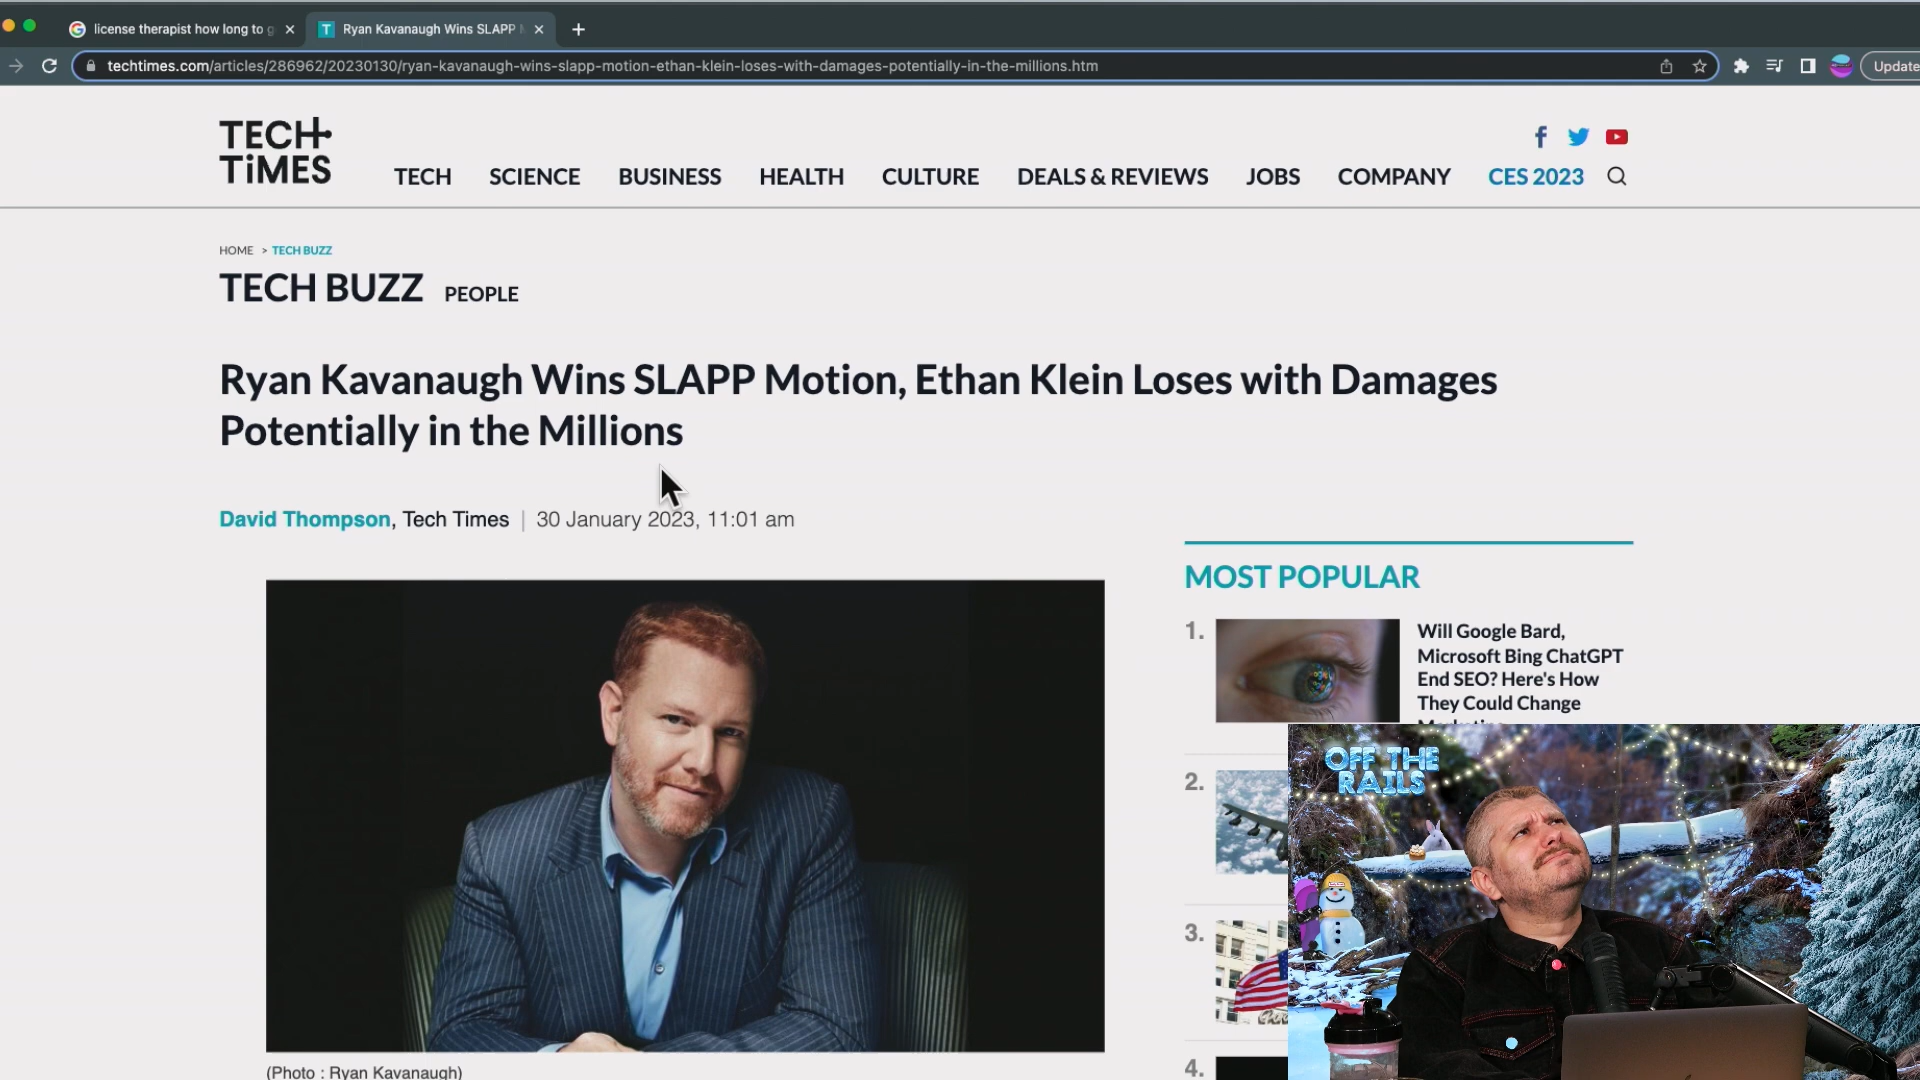 license therapist how long to g
Ryan Kavanaugh Wins SLAPP
techtimes.com/articles/286962/20230130/ryan-kavanaugh-wins-slapp-motion-ethan-klein-loses-with-damages-potentially-in-the-millions.htm
Update
TECH
TiMES
TECH SCIENCE BUSINESS HEALTH CULTURE DEALS & REVIEWS JOBS COMPANY CES 2023
HOME > TECH BUZZ
TECH BUZZ PEOPLE
Ryan Kavanaugh Wins SLAPP Motion, Ethan Klein Loses with Damages
Potentially in the Millions
David Thompson, Tech Times | 30 January 2023, 11:01 am
MOST POPULAR
1.
Will Google Bard,
Microsoft Bing ChatGPT
End SEO? Here's How
They Could Change
2.
OFF THE
RAILS
3.
4.
(Photo : Ryan Kavanaugh)